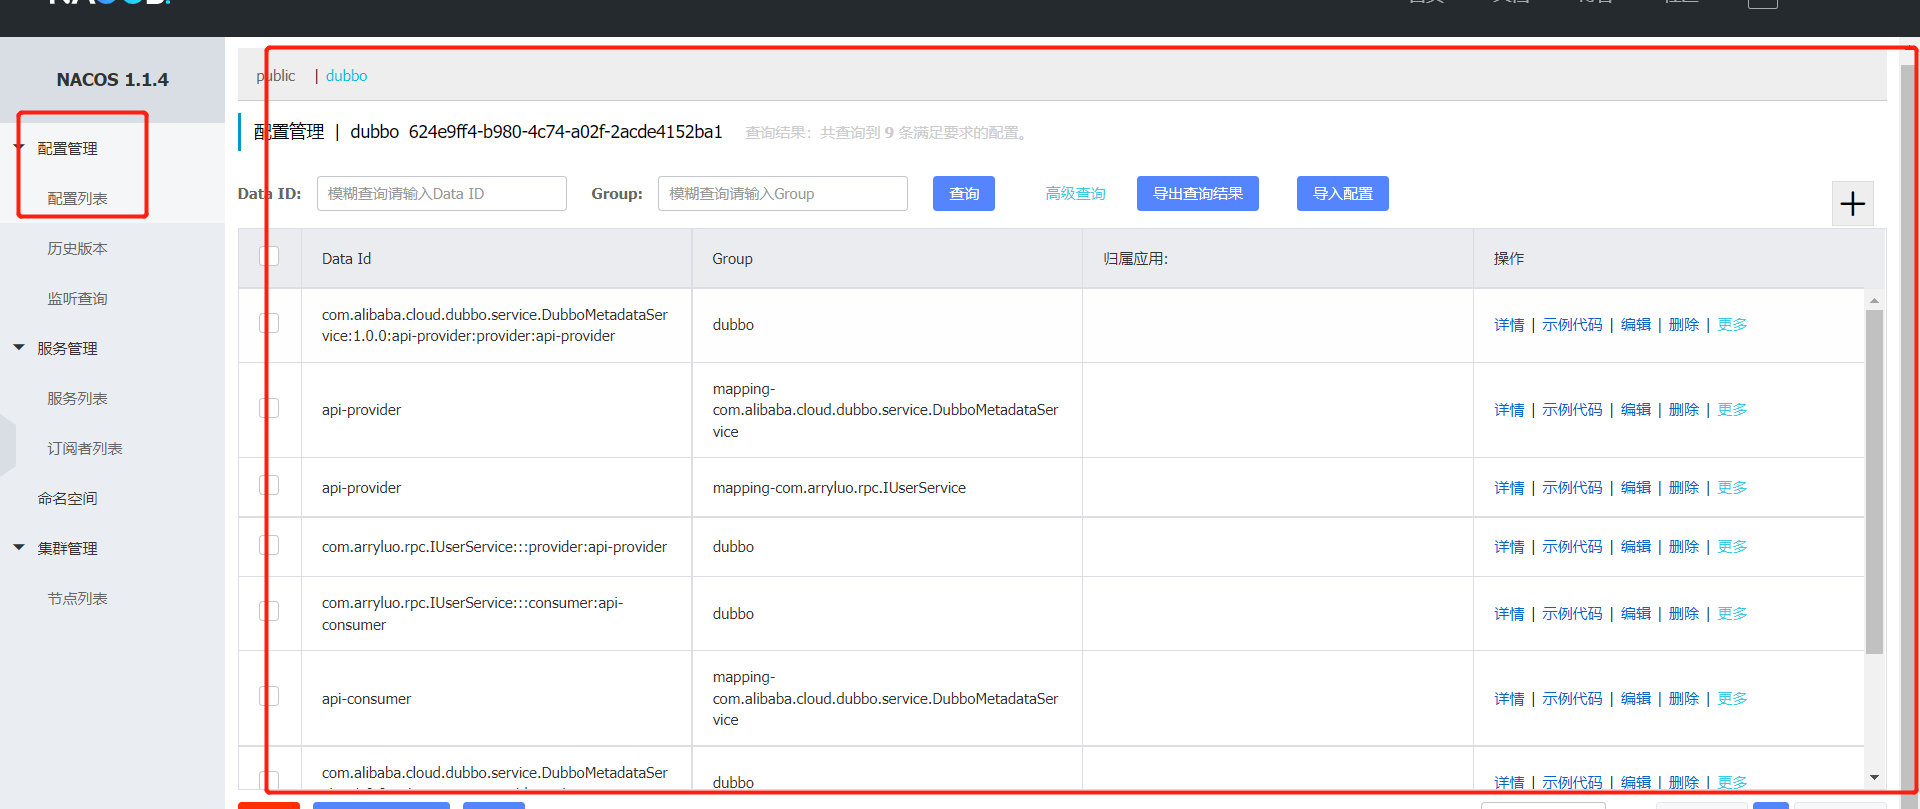 NACOS 1.1.4
配置管理
配置列表
历史版本
监听查询
服务管理
服务列表
订阅者列表
命名空间
集群管理
节点列表
public | dubbo
配置管理 | dubbo 624e9ff4-b980-4c74-a02f-2acde4152ba1 查询结果：共查询到 9 条满足要求的配置。
Data ID: 模糊查询请输入Data ID Group: 模糊查询请输入Group 查询 高级查询 导出查询结果 导入配置
Data Id Group 归属应用: 操作
com.alibaba.cloud.dubbo.service.DubboMetadataSer
vice:1.0.0:api-provider:provider:api-provider
dubbo
详情 | 示例代码 | 编辑 | 删除 | 更多
api-provider
mapping-
com.alibaba.cloud.dubbo.service.DubboMetadataSer
vice
详情 | 示例代码 | 编辑 | 删除 | 更多
api-provider
mapping-com.arryluo.rpc.IUserService
详情 | 示例代码 | 编辑 | 删除 | 更多
com.arryluo.rpc.IUserService:::provider:api-provider
dubbo
详情 | 示例代码 | 编辑 | 删除 | 更多
com.arryluo.rpc.IUserService:::consumer:api-
consumer
dubbo
详情 | 示例代码 | 编辑 | 删除 | 更多
api-consumer
mapping-
com.alibaba.cloud.dubbo.service.DubboMetadataSer
vice
详情 | 示例代码 | 编辑 | 删除 | 更多
com.alibaba.cloud.dubbo.service.DubboMetadataSer
dubbo
详情 | 示例代码 | 编辑 | 删除 | 更多